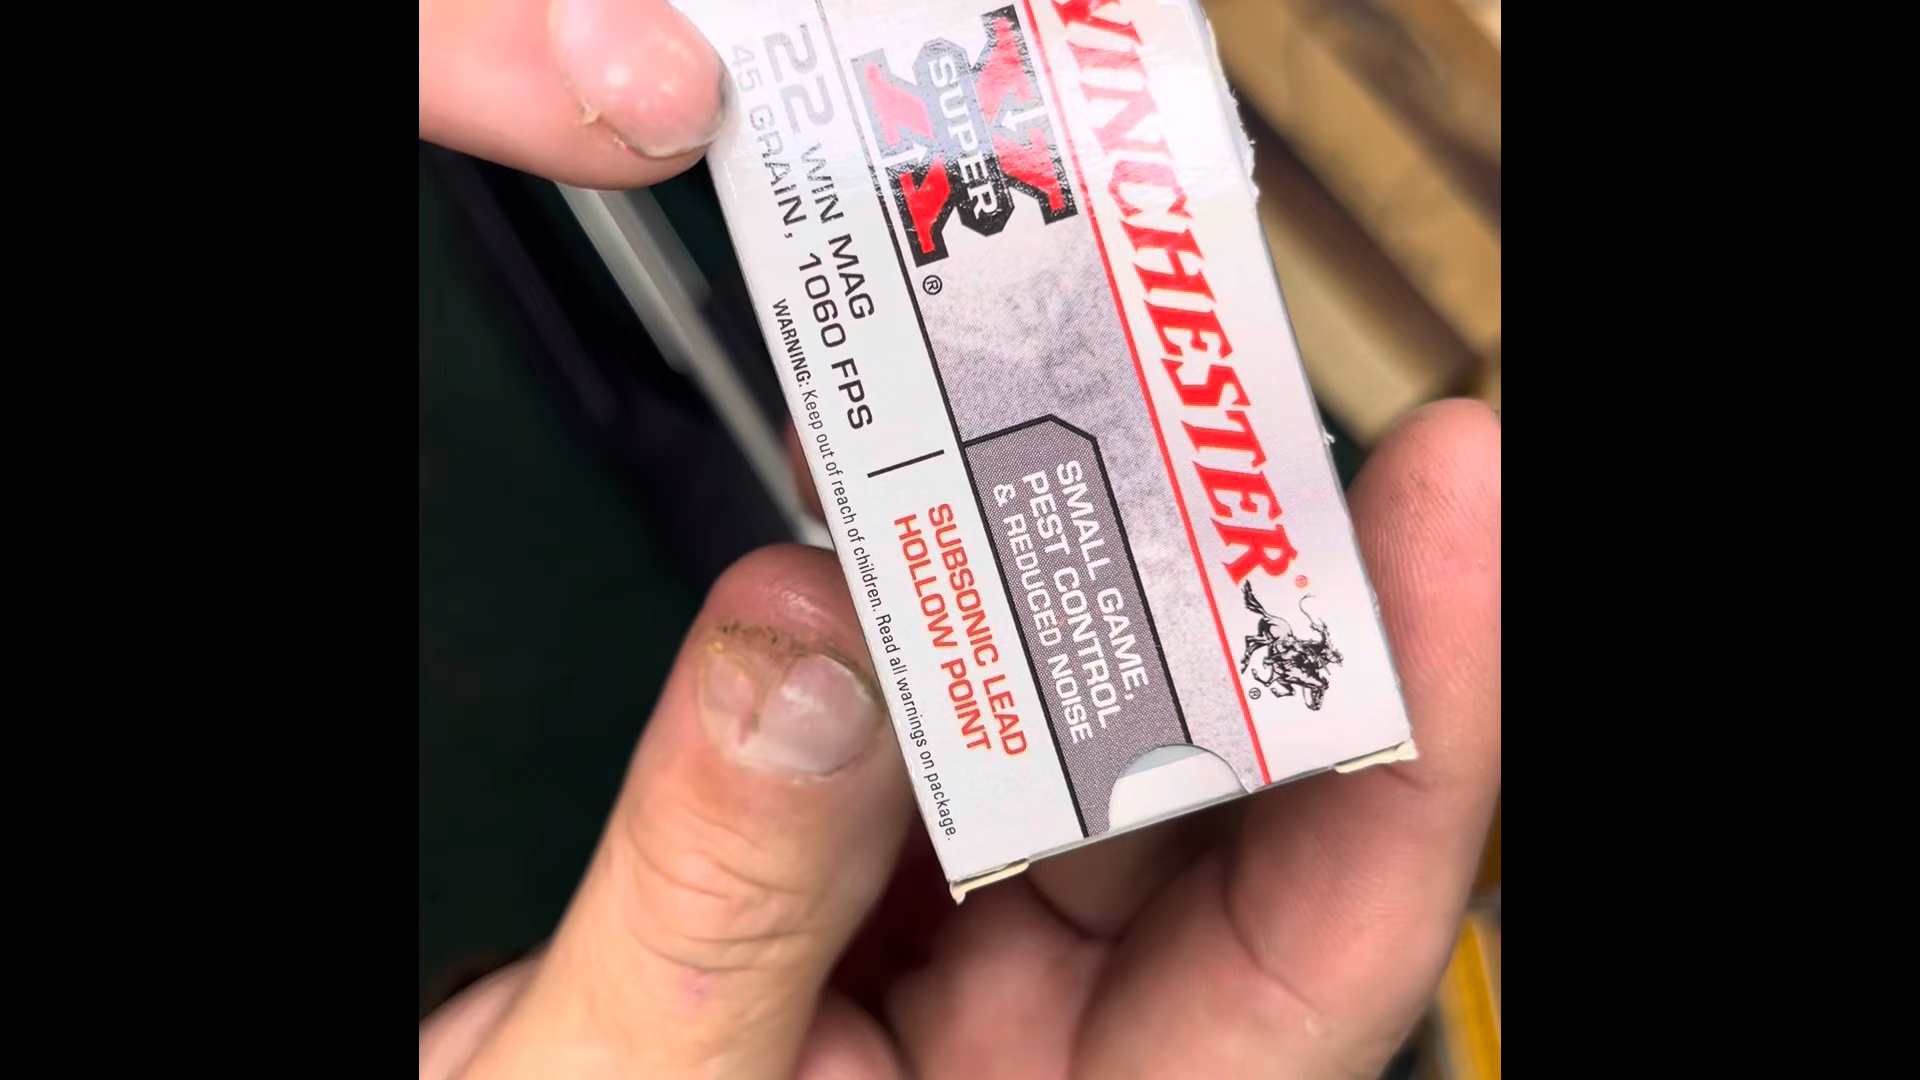 WINCHESTER®
®
SUPER X®
SMALL GAME,
PEST CONTROL
& REDUCED NOISE
22 WIN MAG
45 GRAIN, 1060 FPS
SUBSONIC LEAD
HOLLOW POINT
WARNING: Keep out of reach of children. Read all warnings on package.